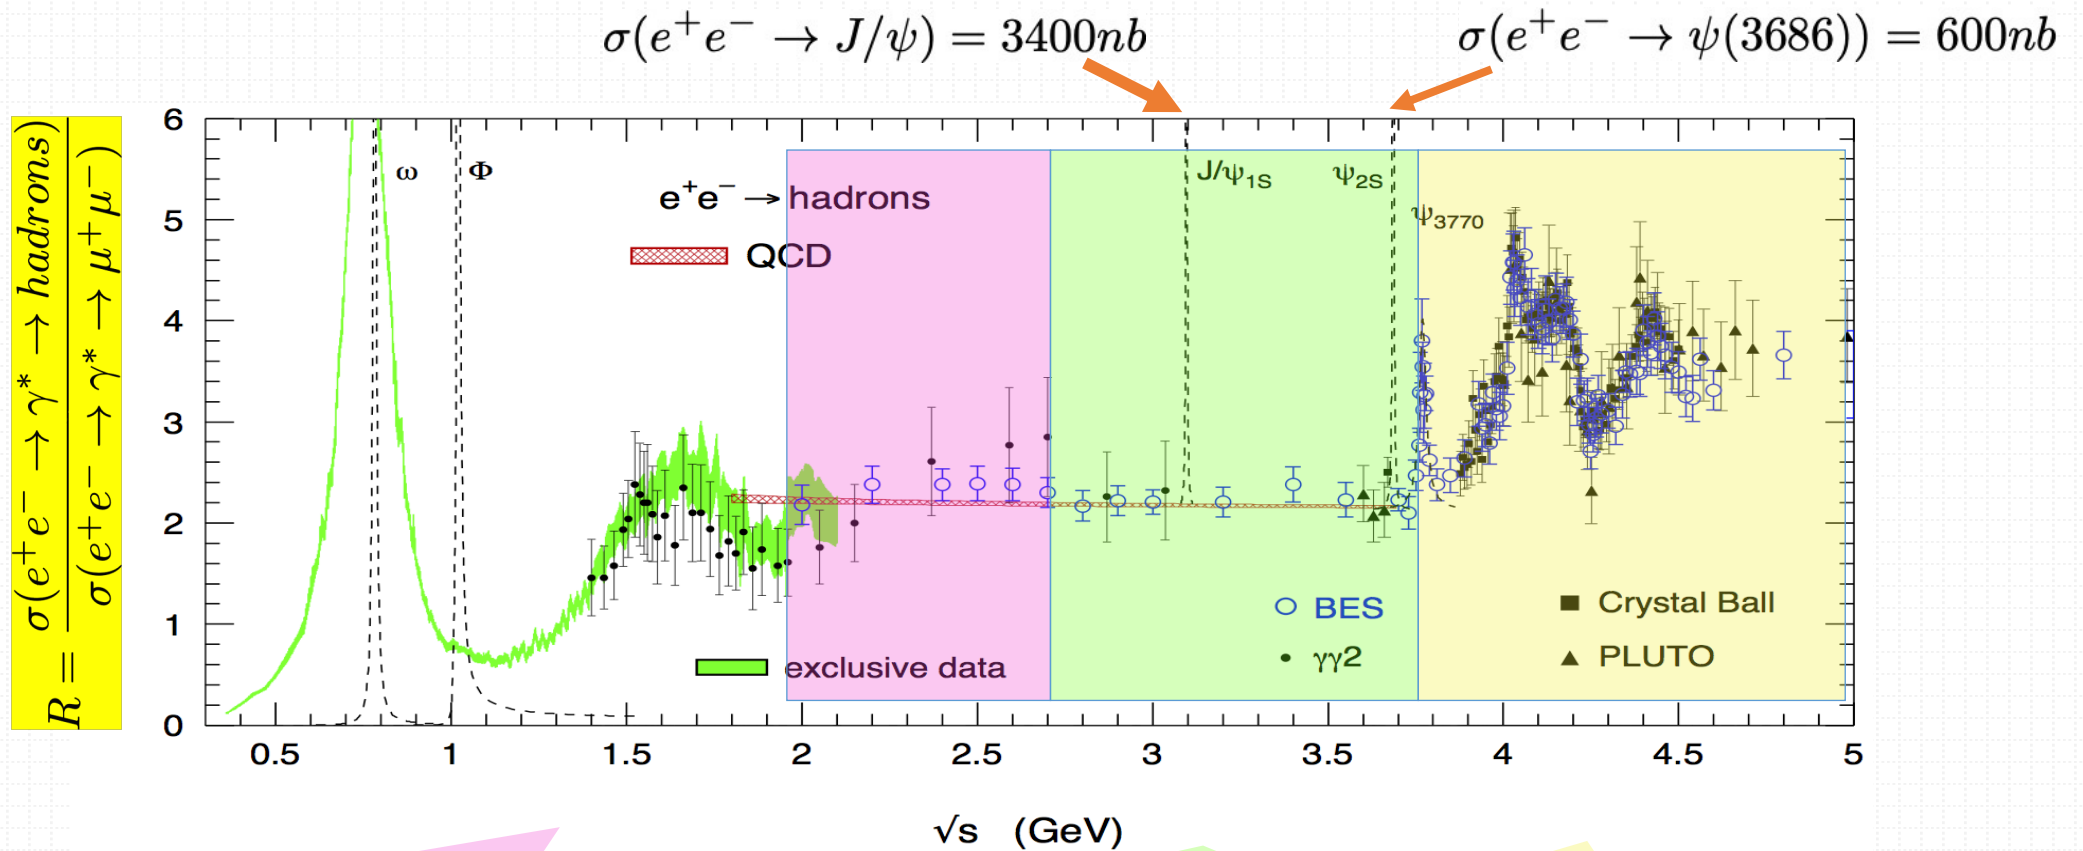 σ(e⁺e⁻ → J/ψ) = 3400nb
σ(e⁺e⁻ → ψ(3686)) = 600nb
R = σ(e⁺e⁻ → γ* → hadrons) / σ(e⁺e⁻ → γ* → μ⁺μ⁻)
6
5
4
3
2
1
0
ω
Φ
e⁺e⁻ → hadrons
QCD
exclusive data
J/ψ₁S
ψ₂S
ψ₃₇₇₀
BES
γγ2
Crystal Ball
PLUTO
0.5 1 1.5 2 2.5 3 3.5 4 4.5 5
√s (GeV)